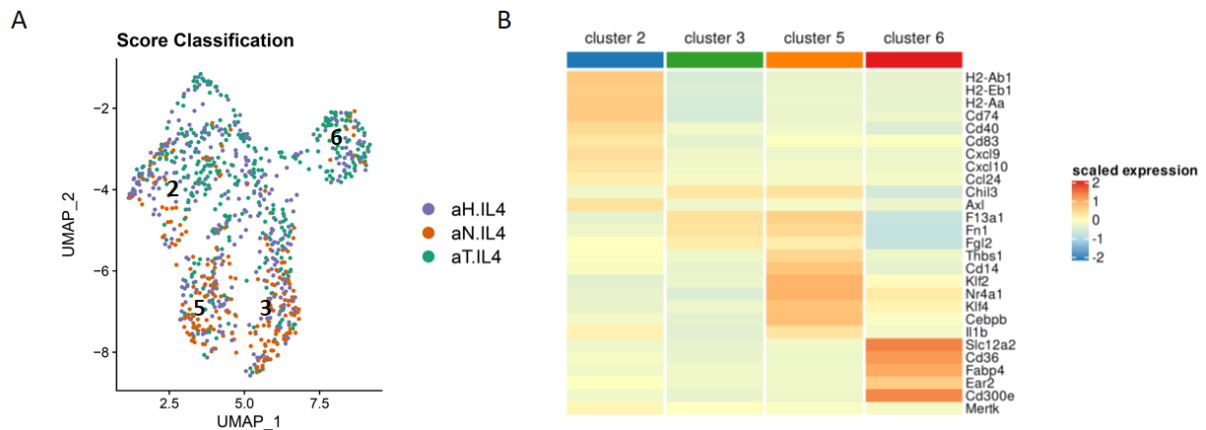 A
Score Classification
UMAP_2
−2
−4
−6
−8
2.5
5.0
7.5
UMAP_1
2
6
5
3
aH.IL4
aN.IL4
aT.IL4
B
cluster 2
cluster 3
cluster 5
cluster 6
H2-Ab1
H2-Eb1
H2-Aa
Cd74
Cd40
Cd83
Cxcl9
Cxcl10
Ccl24
Chil3
Axl
F13a1
Fn1
Fgl2
Thbs1
Cd14
Klf2
Nr4a1
Klf4
Cebpb
Il1b
Slc12a2
Cd36
Fabp4
Ear2
Cd300e
Mertk
scaled expression
2
1
0
-1
-2